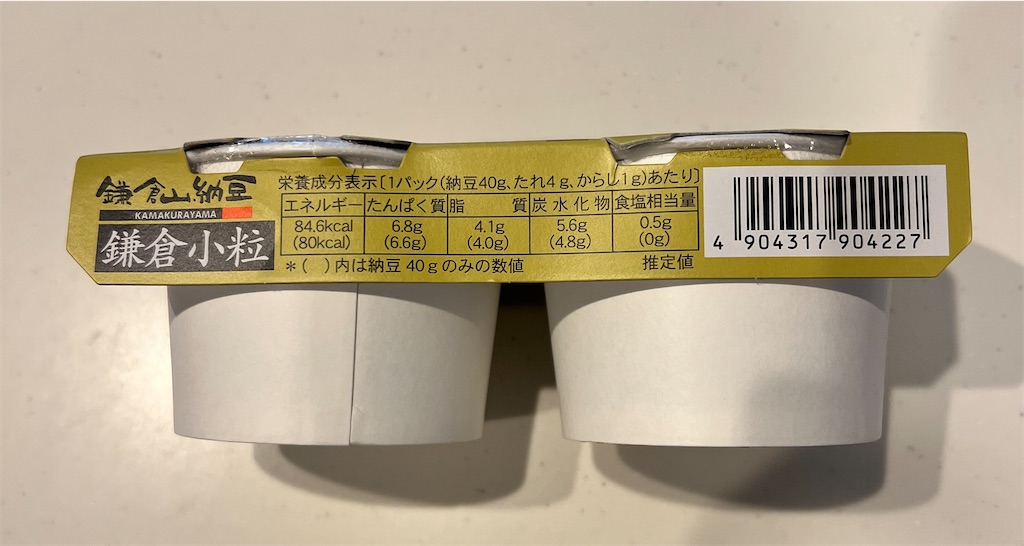 鎌倉山納豆
KAMAKURAYAMA
鎌倉小粒
栄養成分表示〔1パック(納豆40g、たれ4g、からし1g)あたり〕
エネルギー たんぱく質 脂質 炭水化物 食塩相当量
84.6kcal 6.8g 4.1g 5.6g 0.5g
(80kcal) (6.6g) (4.0g) (4.8g) (0g)
*( )内は納豆40gのみの数値 推定値
4 904317 904227